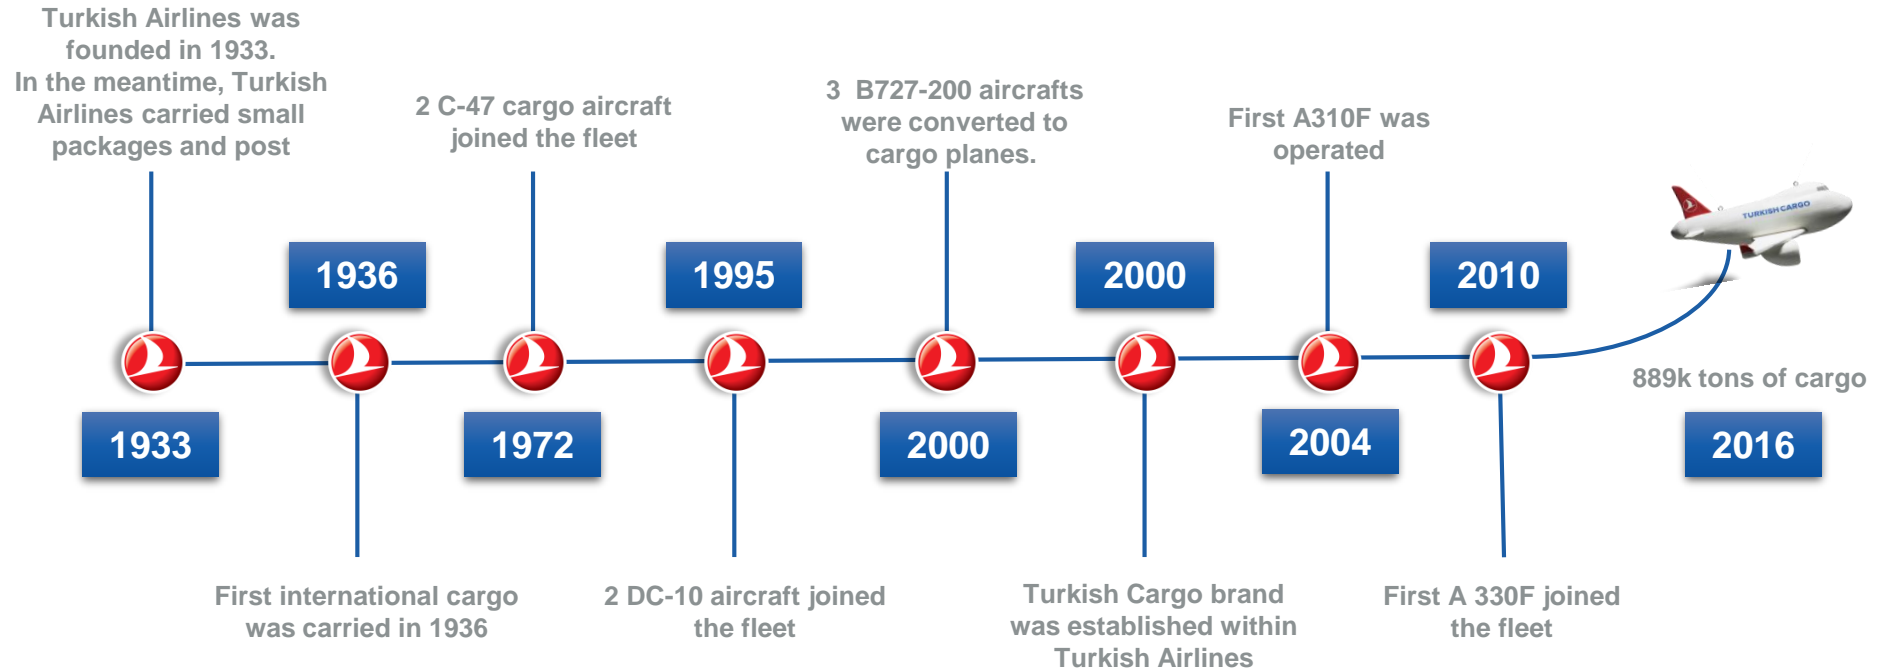 Turkish Airlines was
founded in 1933.
In the meantime, Turkish
Airlines carried small
packages and post
1933
1936
First international cargo
was carried in 1936
2 C-47 cargo aircraft
joined the fleet
1972
1995
2 DC-10 aircraft joined
the fleet
3 B727-200 aircrafts
were converted to
cargo planes.
2000
2000
Turkish Cargo brand
was established within
Turkish Airlines
First A310F was
operated
2004
2010
First A 330F joined
the fleet
TURKISH CARGO
889k tons of cargo
2016